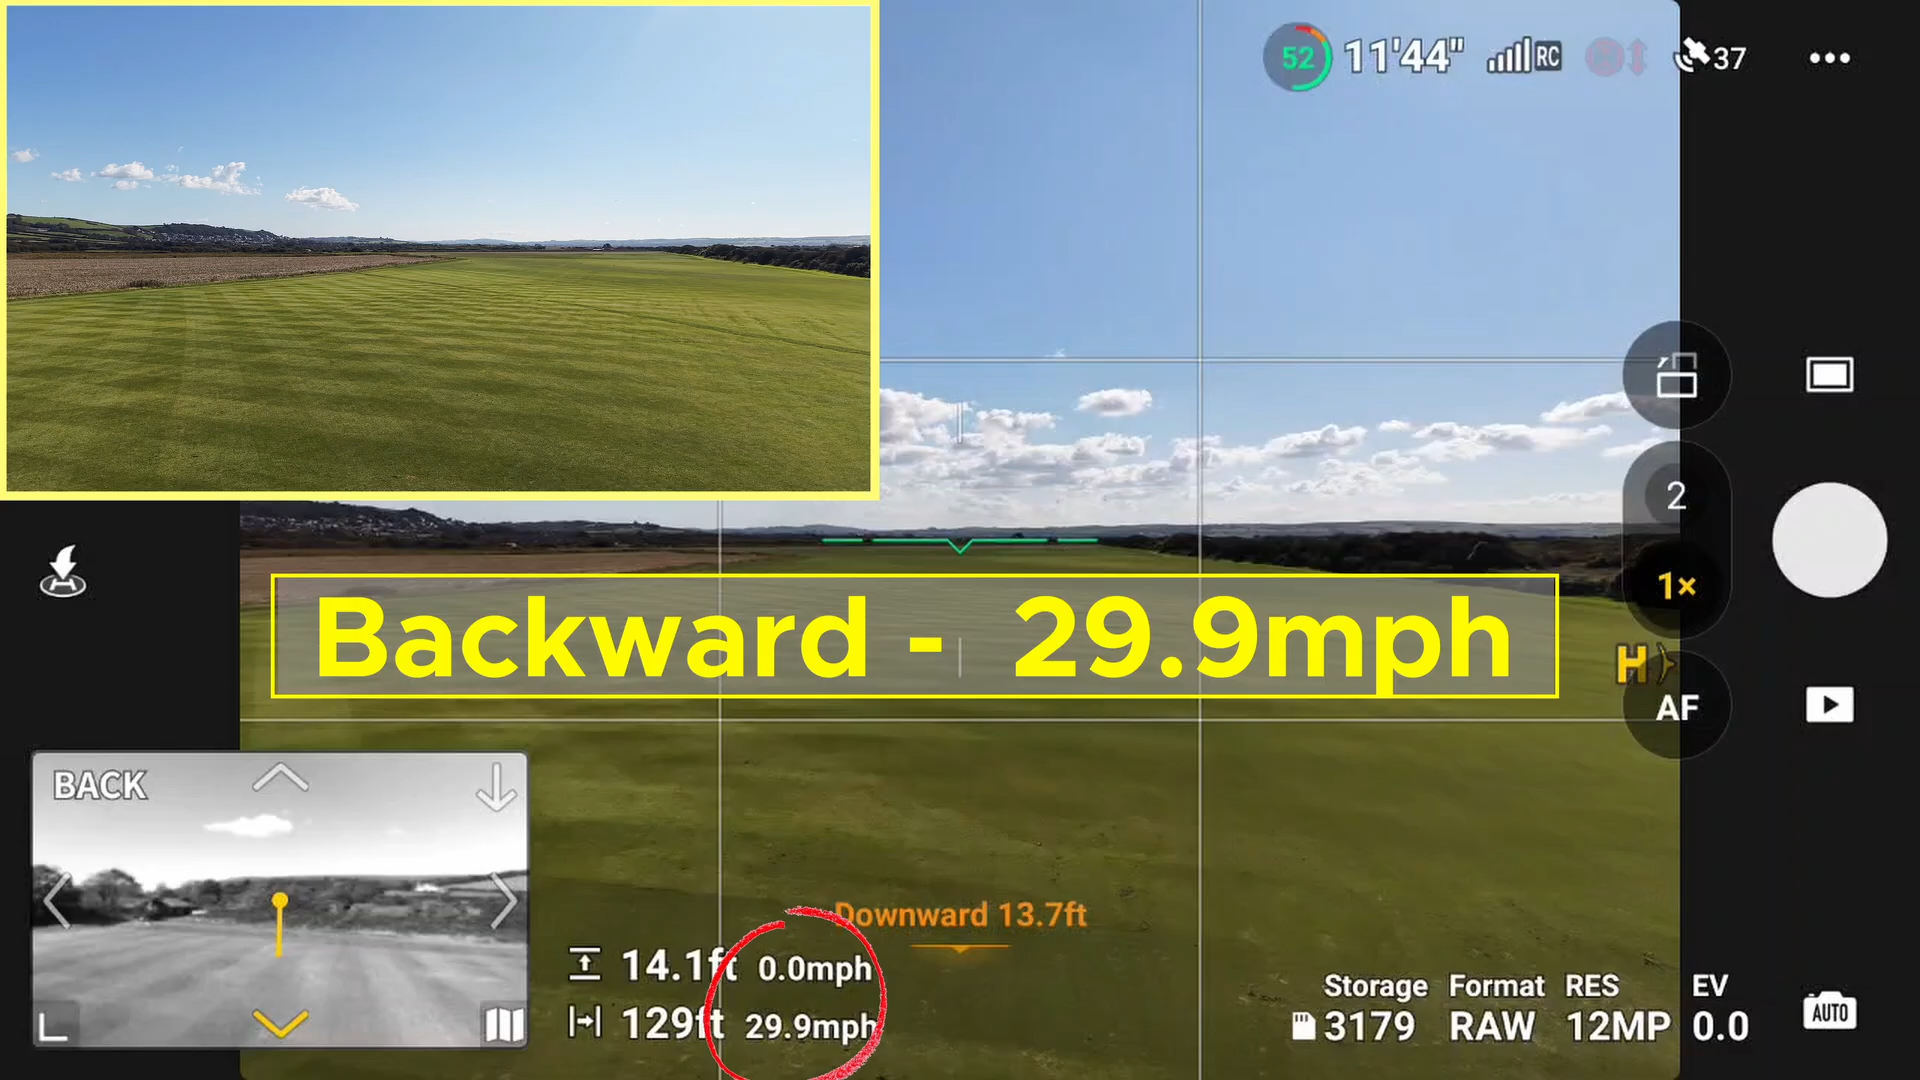 52 11'44" RC 37
2
1×
Backward - 29.9mph
H
AF
BACK
Downward 13.7ft
14.1ft 0.0mph
129ft 29.9mph
L
Storage Format RES EV
3179 RAW 12MP 0.0
AUTO